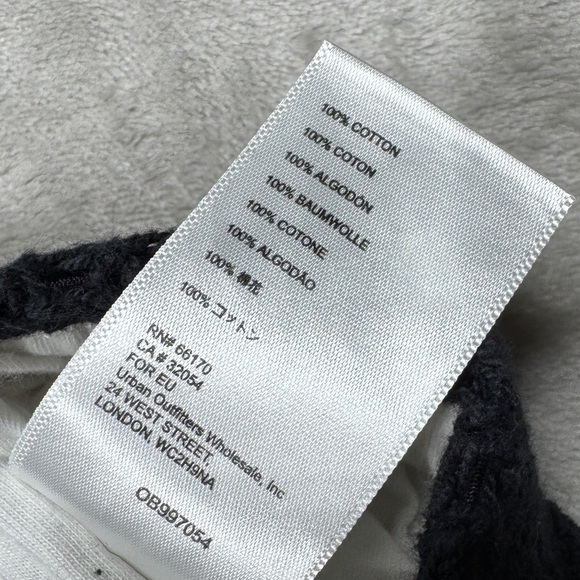 100% COTTON
100% COTON
100% ALGODÓN
100% BAUMWOLLE
100% COTONE
100% ALGODÃO
100% 棉花
100% コットン
RN# 66170
CA # 32054
FOR EU
Urban Outfitters Wholesale, Inc
24 WEST STREET,
LONDON, WC2H9NA
OB997054